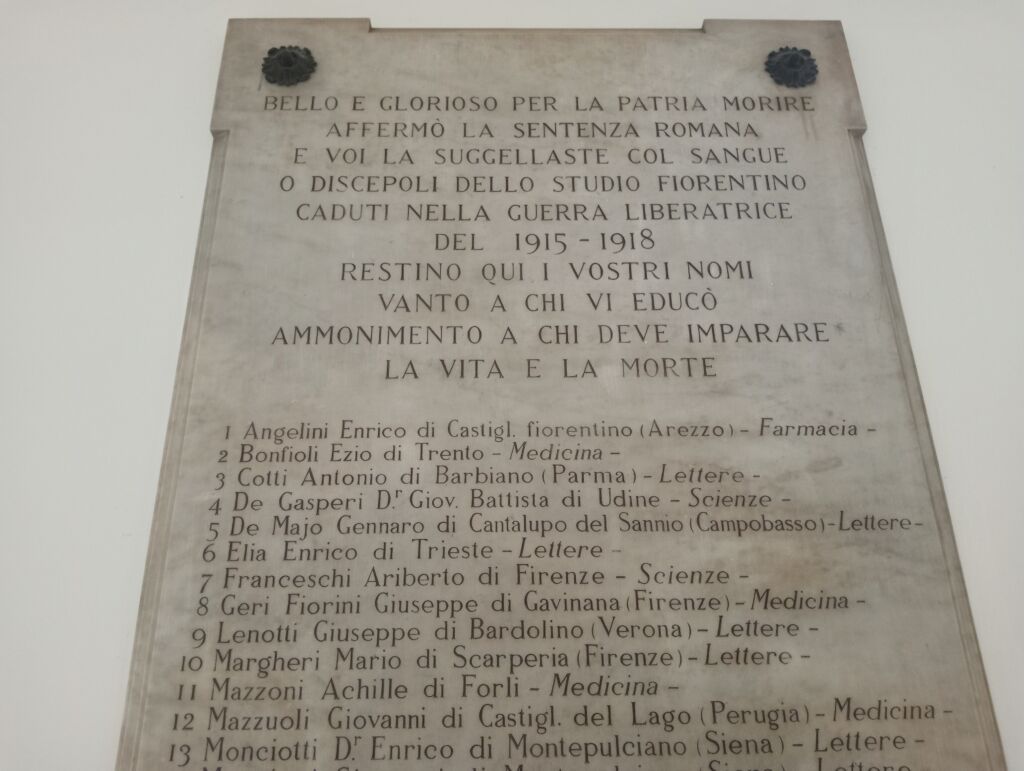 BELLO E GLORIOSO PER LA PATRIA MORIRE
AFFERMÒ LA SENTENZA ROMANA
E VOI LA SUGGELLASTE COL SANGUE
O DISCEPOLI DELLO STUDIO FIORENTINO
CADUTI NELLA GUERRA LIBERATRICE
DEL 1915 - 1918
RESTINO QUI I VOSTRI NOMI
VANTO A CHI VI EDUCÒ
AMMONIMENTO A CHI DEVE IMPARARE
LA VITA E LA MORTE
1 Angelini Enrico di Castigl. fiorentino (Arezzo) - Farmacia -
2 Bonfioli Ezio di Trento - Medicina -
3 Cotti Antonio di Barbiano (Parma) - Lettere -
4 De Gasperi Dr Giov. Battista di Udine - Scienze -
5 De Majo Gennaro di Cantalupo del Sannio (Campobasso) - Lettere -
6 Elia Enrico di Trieste - Lettere -
7 Franceschi Ariberto di Firenze - Scienze -
8 Geri Fiorini Giuseppe di Gavinana (Firenze) - Medicina -
9 Lenotti Giuseppe di Bardolino (Verona) - Lettere -
10 Margheri Mario di Scarperia (Firenze) - Lettere -
11 Mazzoni Achille di Forlì - Medicina -
12 Mazzuoli Giovanni di Castigl. del Lago (Perugia) - Medicina -
13 Monciotti Dr Enrico di Montepulciano (Siena) - Lettere -